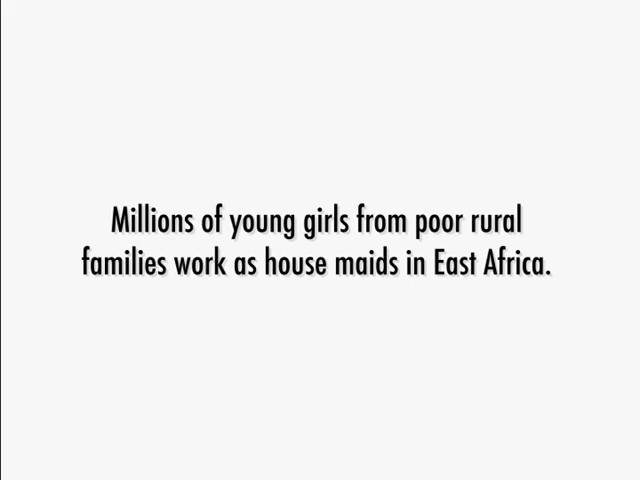 Millions of young girls from poor rural
families work as house maids in East Africa.